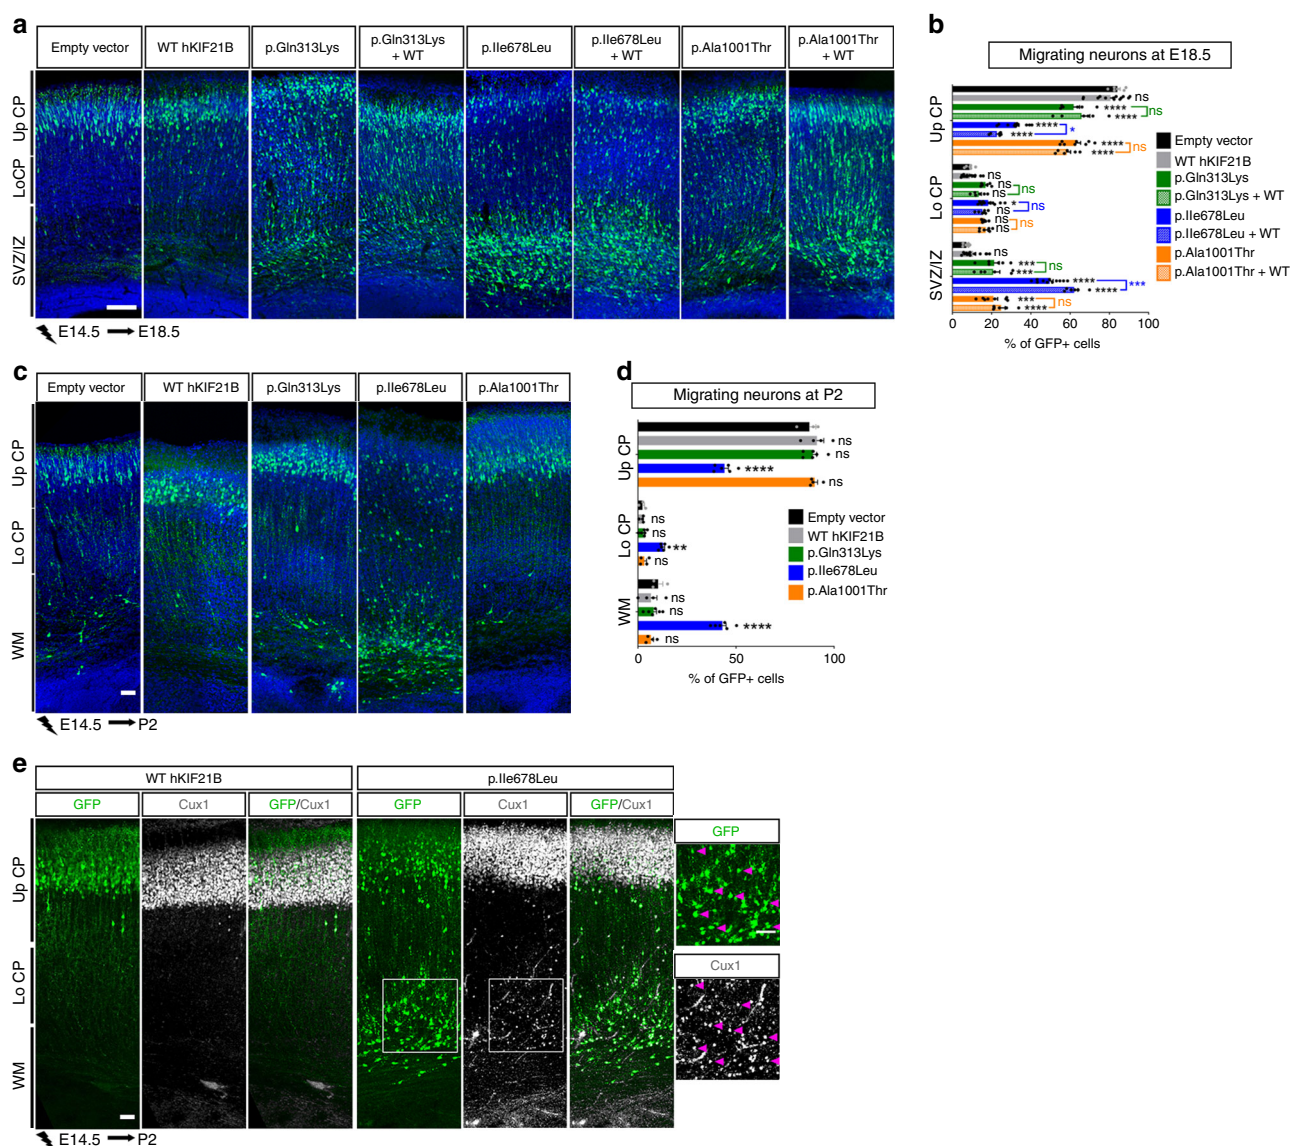 a
Empty vector
WT hKIF21B
p.Gln313Lys
p.Gln313Lys
+ WT
p.Ile678Leu
p.Ile678Leu
+ WT
p.Ala1001Thr
p.Ala1001Thr
+ WT
Up CP
LoCP
SVZ/IZ
E14.5
E18.5
b
Migrating neurons at E18.5
Up CP
ns
****
****
ns
****
****
*
****
****
ns
Lo CP
ns
ns
ns
ns
*
ns
ns
ns
ns
ns
SVZ/IZ
ns
***
***
ns
****
****
***
***
****
ns
0
20
40
60
80
100
% of GFP+ cells
Empty vector
WT hKIF21B
p.Gln313Lys
p.Gln313Lys + WT
p.Ile678Leu
p.Ile678Leu + WT
p.Ala1001Thr
p.Ala1001Thr + WT
c
Empty vector
WT hKIF21B
p.Gln313Lys
p.Ile678Leu
p.Ala1001Thr
Up CP
Lo CP
WM
E14.5
P2
d
Migrating neurons at P2
Up CP
ns
ns
****
ns
Lo CP
ns
ns
**
ns
WM
ns
ns
****
ns
0
50
100
% of GFP+ cells
Empty vector
WT hKIF21B
p.Gln313Lys
p.Ile678Leu
p.Ala1001Thr
e
WT hKIF21B
p.Ile678Leu
GFP
Cux1
GFP/Cux1
GFP
Cux1
GFP/Cux1
GFP
Cux1
Up CP
Lo CP
WM
E14.5
P2